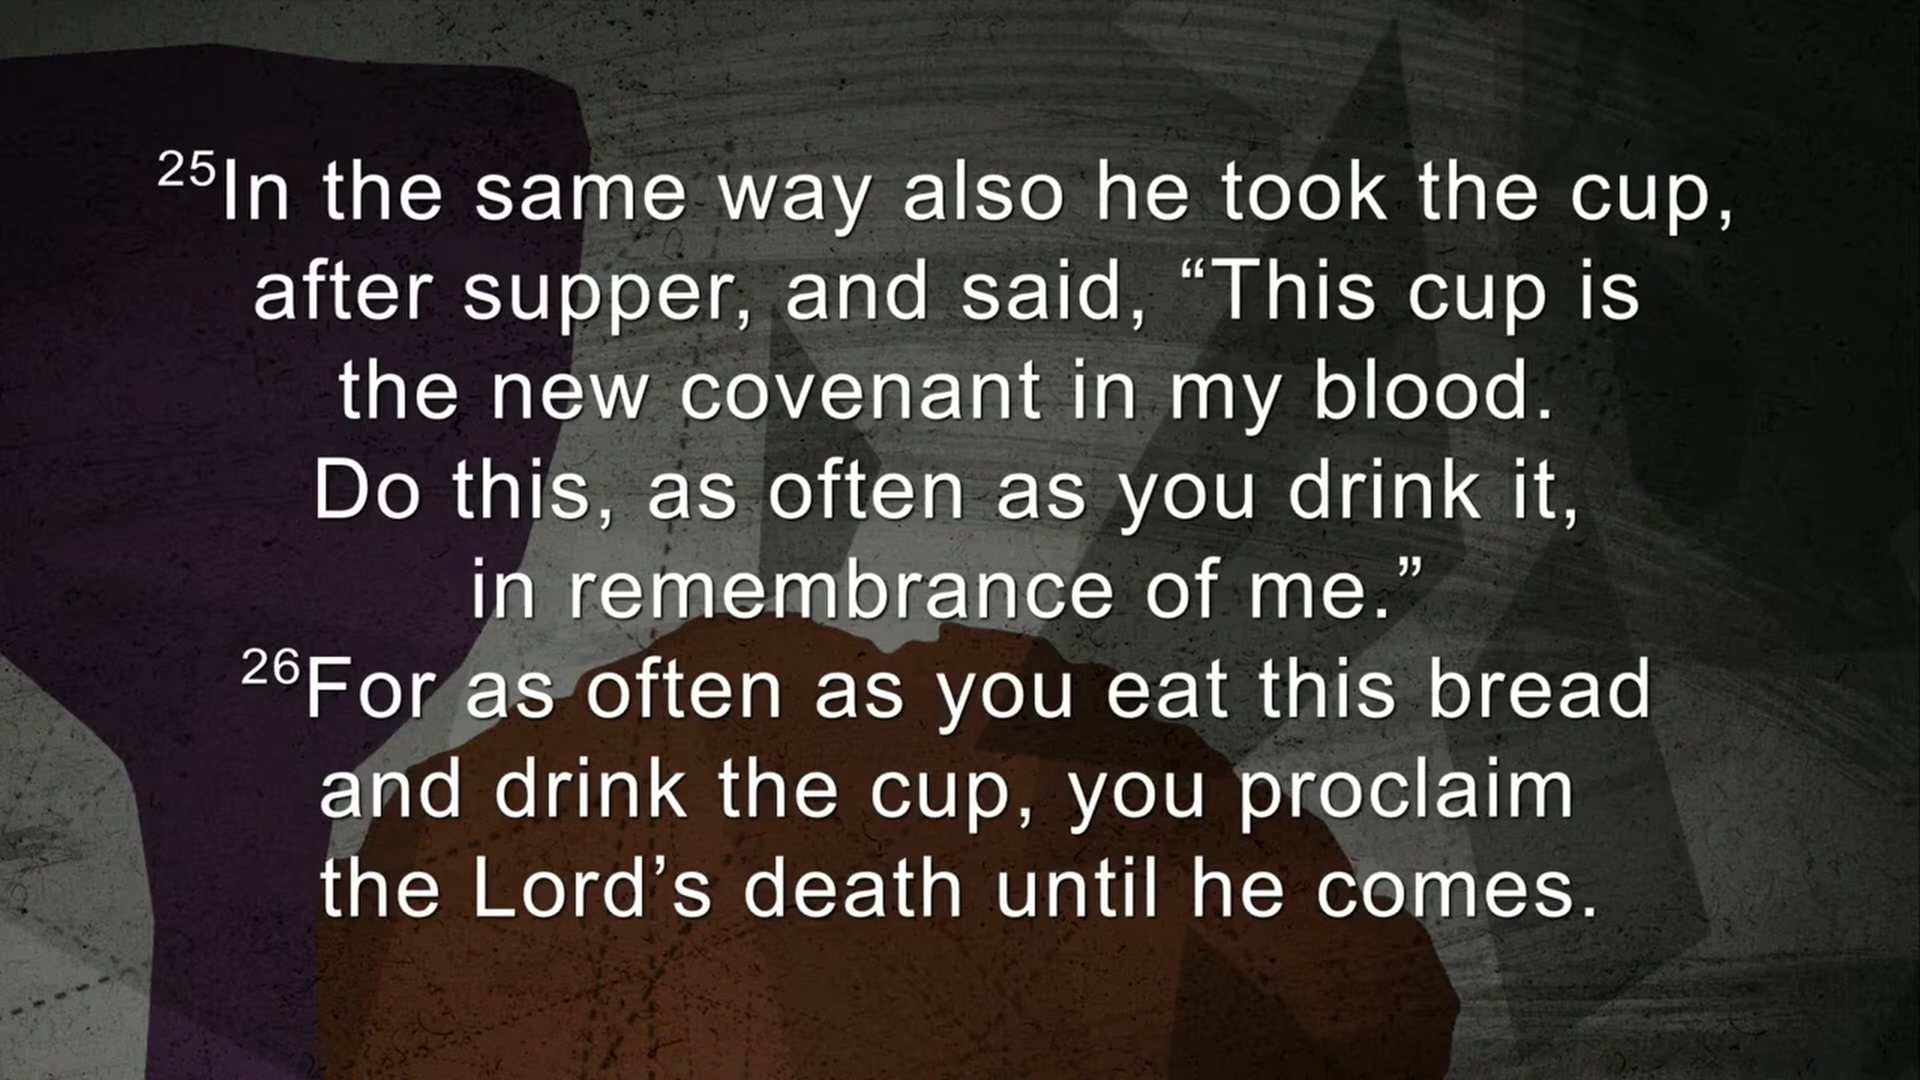 25In the same way also he took the cup,
after supper, and said, “This cup is
the new covenant in my blood.
Do this, as often as you drink it,
in remembrance of me.”
26For as often as you eat this bread
and drink the cup, you proclaim
the Lord’s death until he comes.